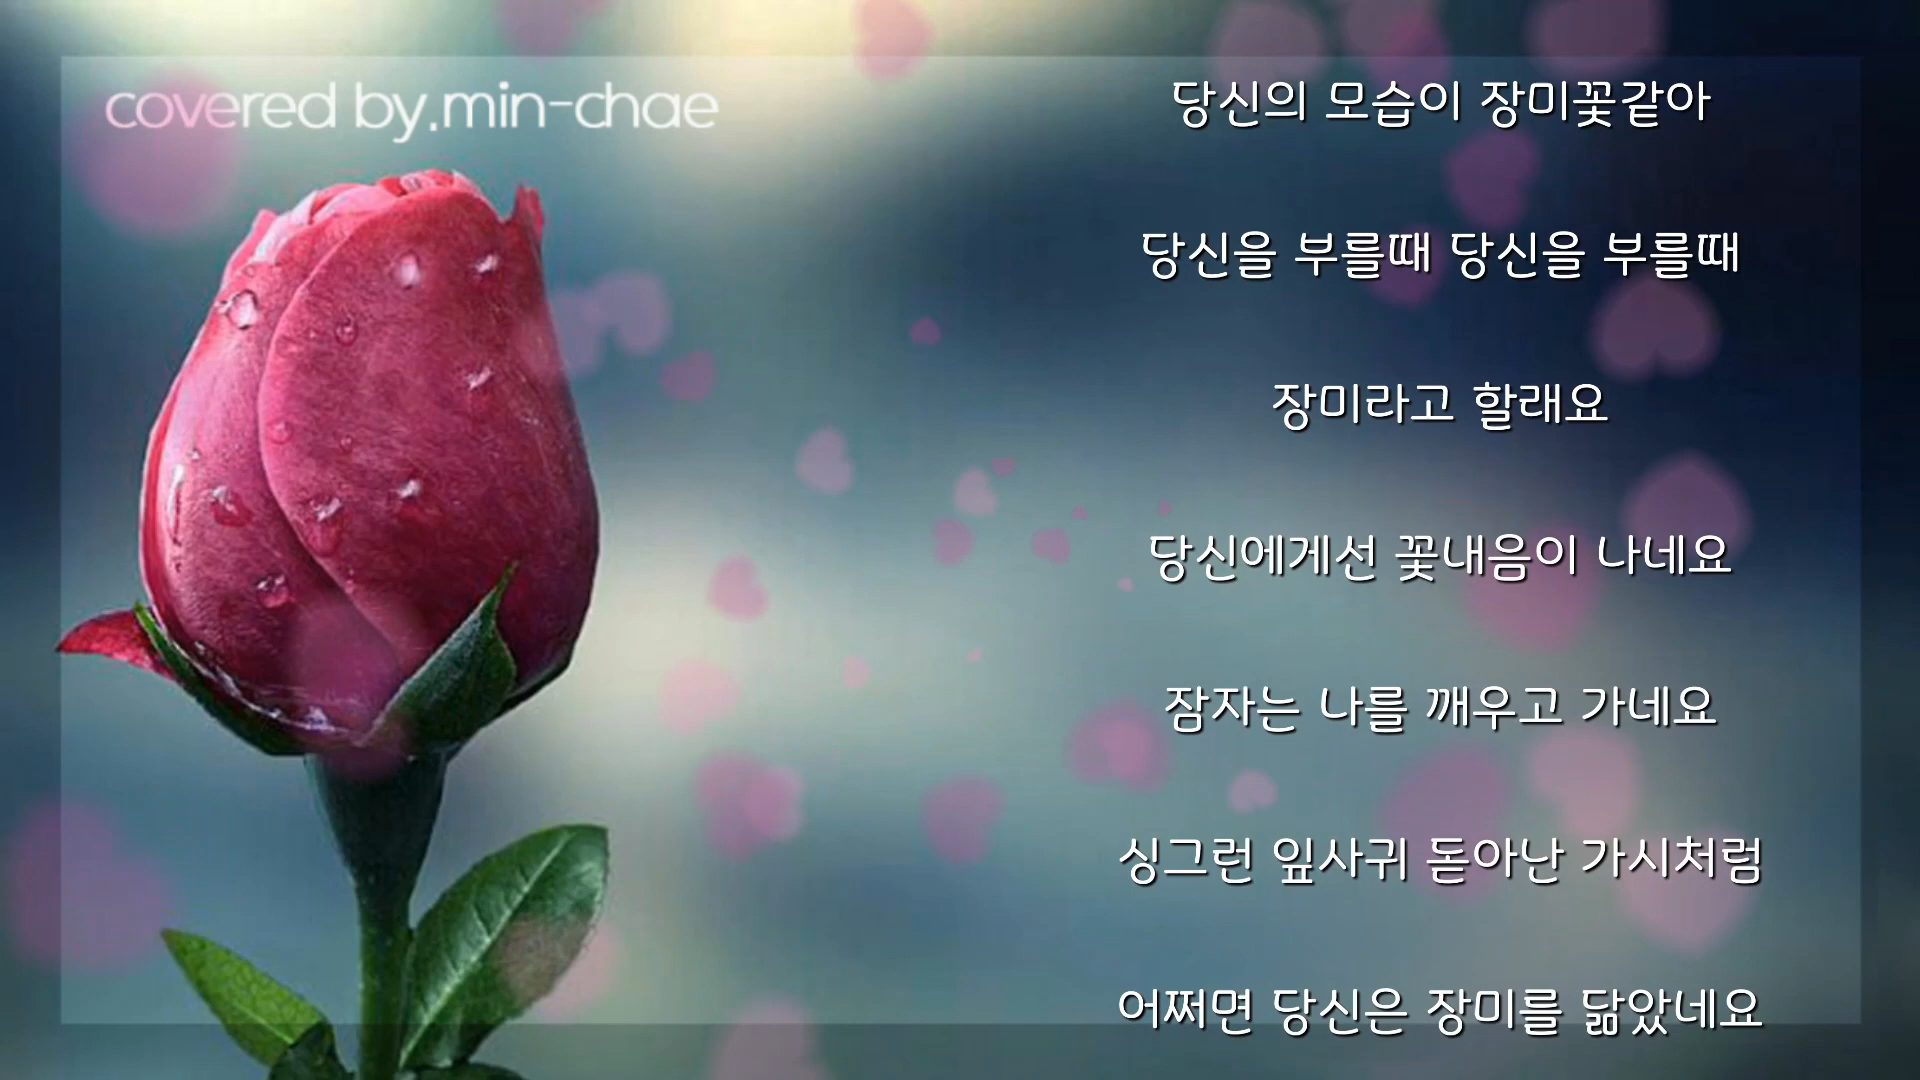 covered by.min-chae
당신의 모습이 장미꽃같아
당신을 부를때 당신을 부를때
장미라고 할래요
당신에게선 꽃내음이 나네요
잠자는 나를 깨우고 가네요
싱그런 잎사귀 돋아난 가시처럼
어쩌면 당신은 장미를 닮았네요